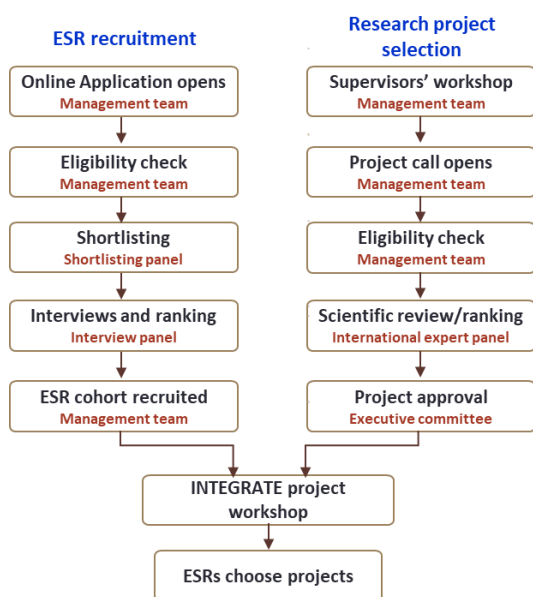 ESR recruitment
Online Application opens
Management team
Eligibility check
Management team
Shortlisting
Shortlisting panel
Interviews and ranking
Interview panel
ESR cohort recruited
Management team
Research project
selection
Supervisors’ workshop
Management team
Project call opens
Management team
Eligibility check
Management team
Scientific review/ranking
International expert panel
Project approval
Executive committee
INTEGRATE project
workshop
ESRs choose projects